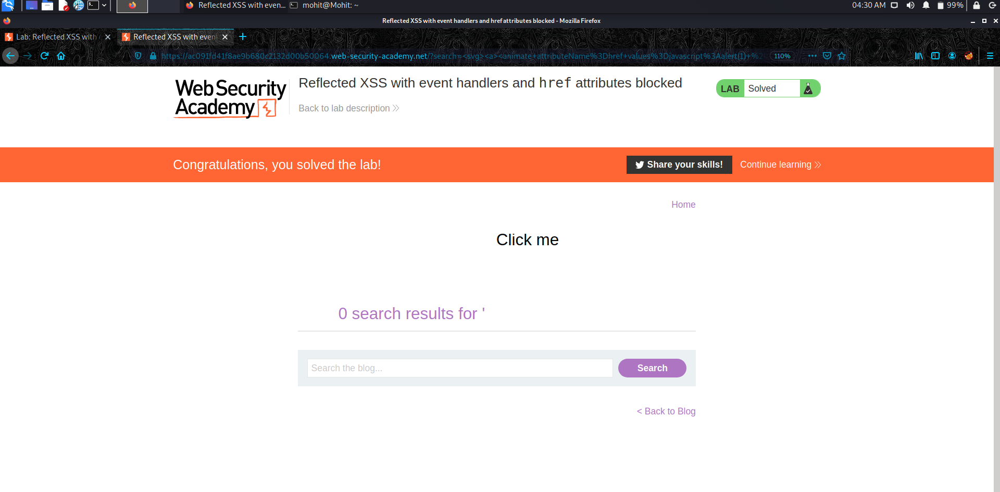 Reflected XSS with even... mohit@Mohit: ~ 04:30 AM 99%
Reflected XSS with event handlers and href attributes blocked - Mozilla Firefox
Lab: Reflected XSS with Reflected XSS with even
https://ac091fd41f8ae9b680c2132d00b50064.web-security-academy.net/?search=<svg><a><animate+attributeName%3Dhref+values%3Djavascript%3Aalert(1)+%2 110%
Web Security Academy
Reflected XSS with event handlers and href attributes blocked
LAB Solved
Back to lab description
Congratulations, you solved the lab! Share your skills! Continue learning
Home
Click me
0 search results for '
Search the blog... Search
< Back to Blog